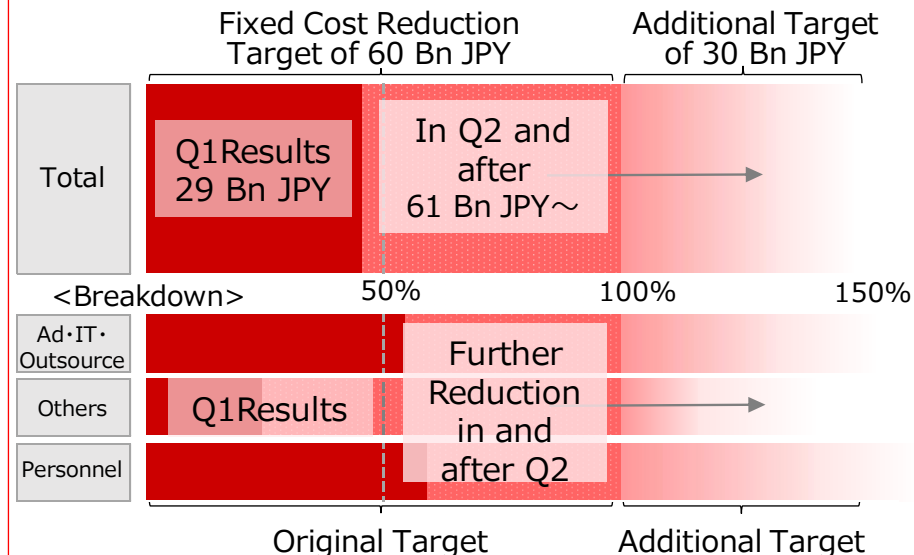 Fixed Cost Reduction
Target of 60 Bn JPY
Additional Target
of 30 Bn JPY
Total
Q1Results
29 Bn JPY
In Q2 and
after
61 Bn JPY～
<Breakdown>
50%
100%
150%
Ad・IT・
Outsource
Others
Personnel
Q1Results
Further
Reduction
in and
after Q2
Original Target
Additional Target